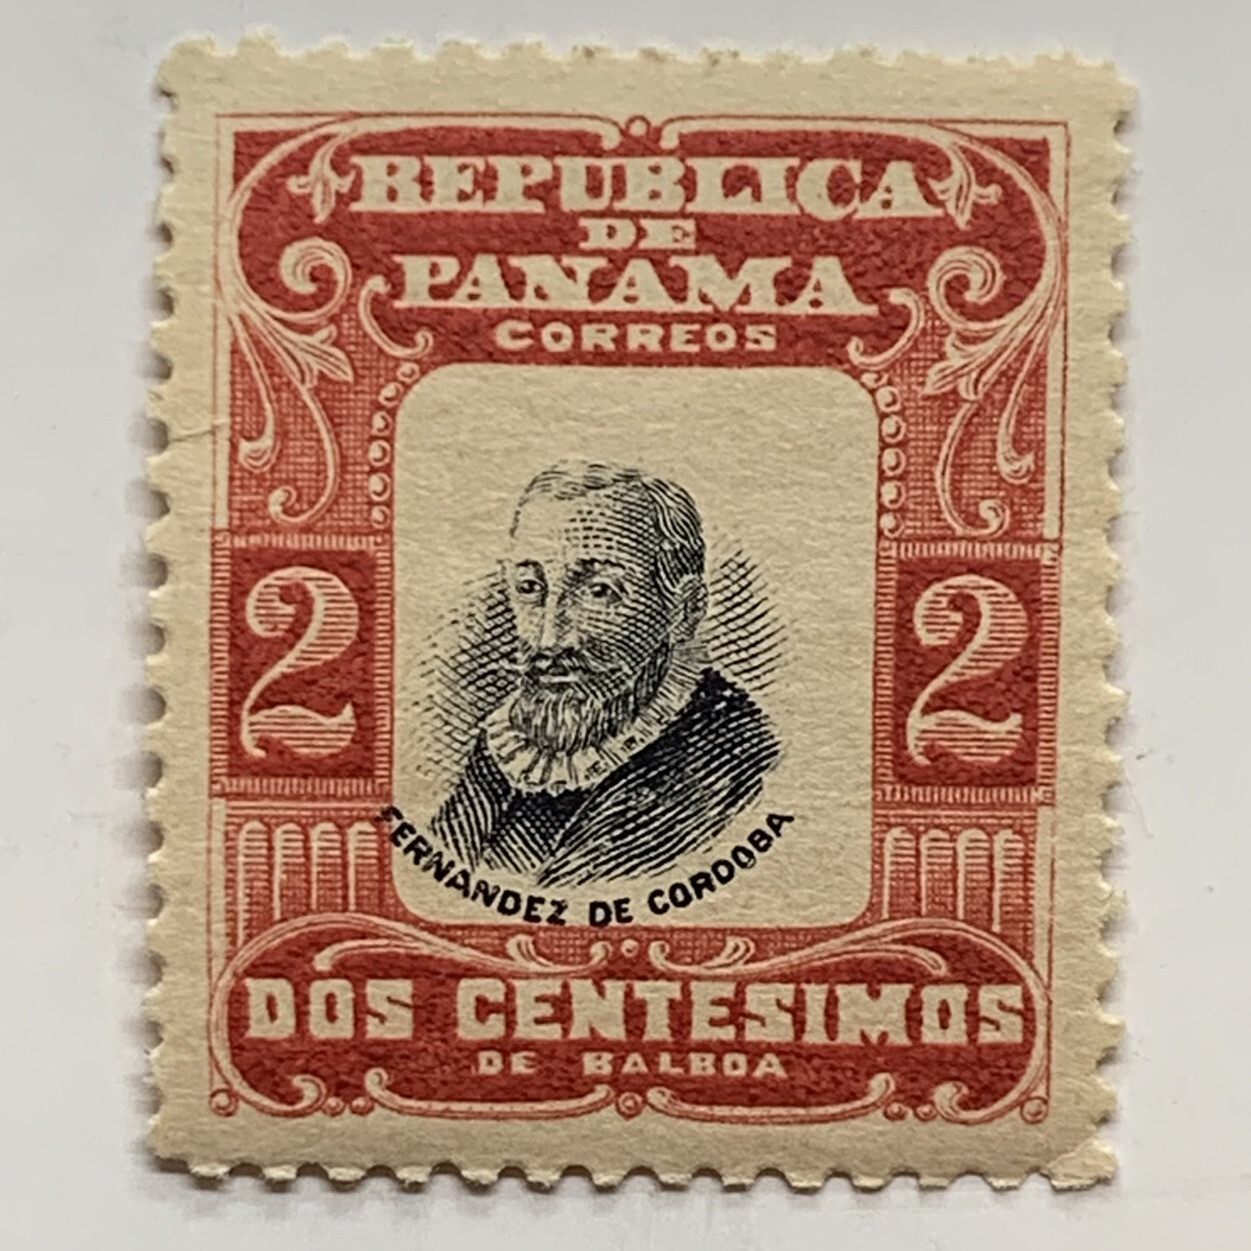 REPUBLICA
DE
PANAMA
CORREOS
2 2
FERNANDEZ DE CORDOBA
DOS CENTESIMOS
DE BALBOA